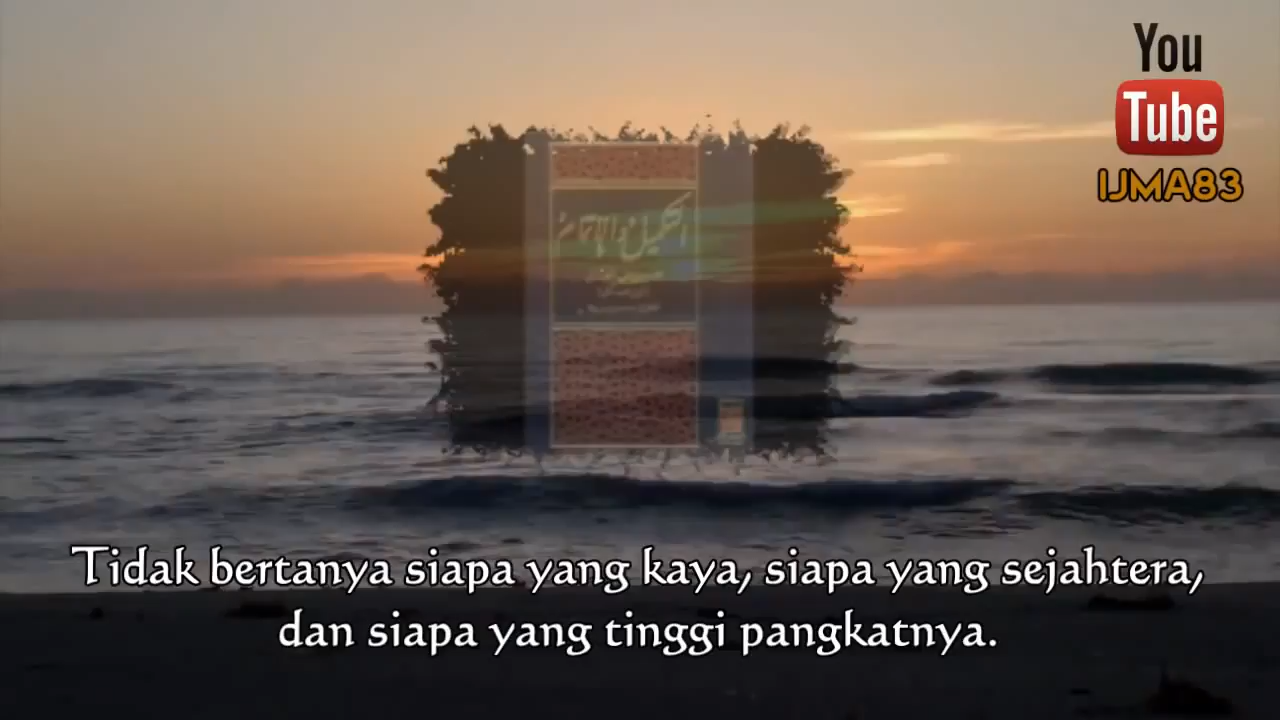 You
Tube
IJMA83
Tidak bertanya siapa yang kaya, siapa yang sejahtera,
dan siapa yang tinggi pangkatnya.